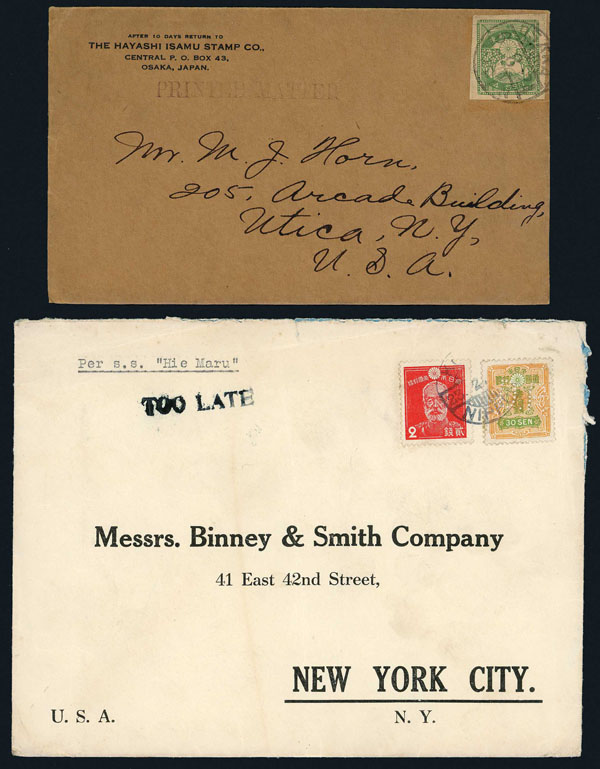 AFTER 10 DAYS RETURN TO
THE HAYASHI ISAMU STAMP CO.,
CENTRAL P. O. BOX 43,
OSAKA, JAPAN.
PRINTED MATTER
Mr. M. J. Horn,
205, Arcade Building,
Utica, N. Y,
U. S. A.
Per s.s. "Hie Maru"
TOO LATE
2 銭貳
30 SEN
Messrs. Binney & Smith Company
41 East 42nd Street,
NEW YORK CITY.
U. S. A.
N. Y.